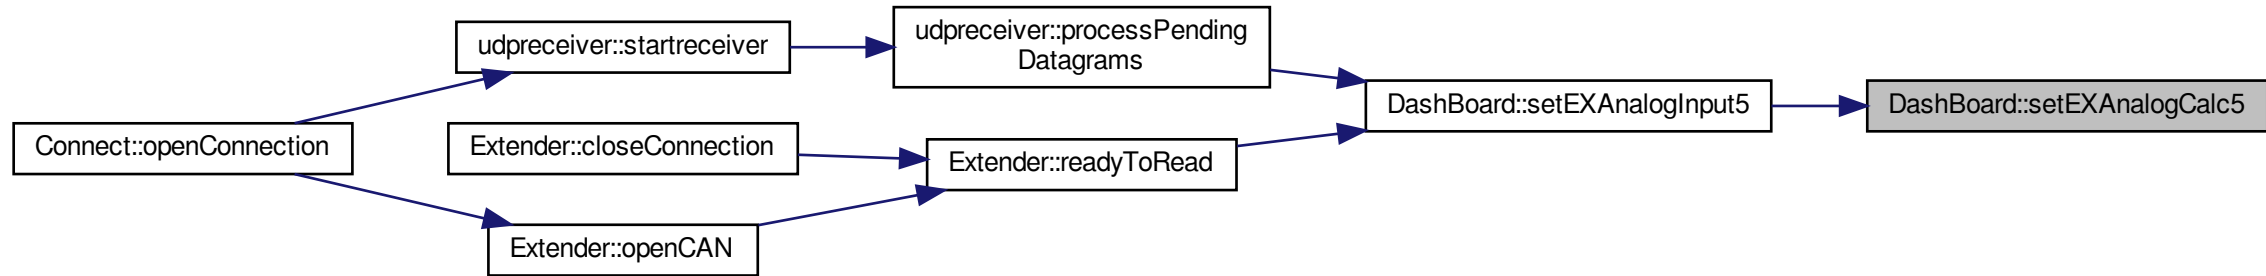 Connect::openConnection
udpreceiver::startreceiver
Extender::closeConnection
Extender::openCAN
udpreceiver::processPending
Datagrams
Extender::readyToRead
DashBoard::setEXAnalogInput5
DashBoard::setEXAnalogCalc5